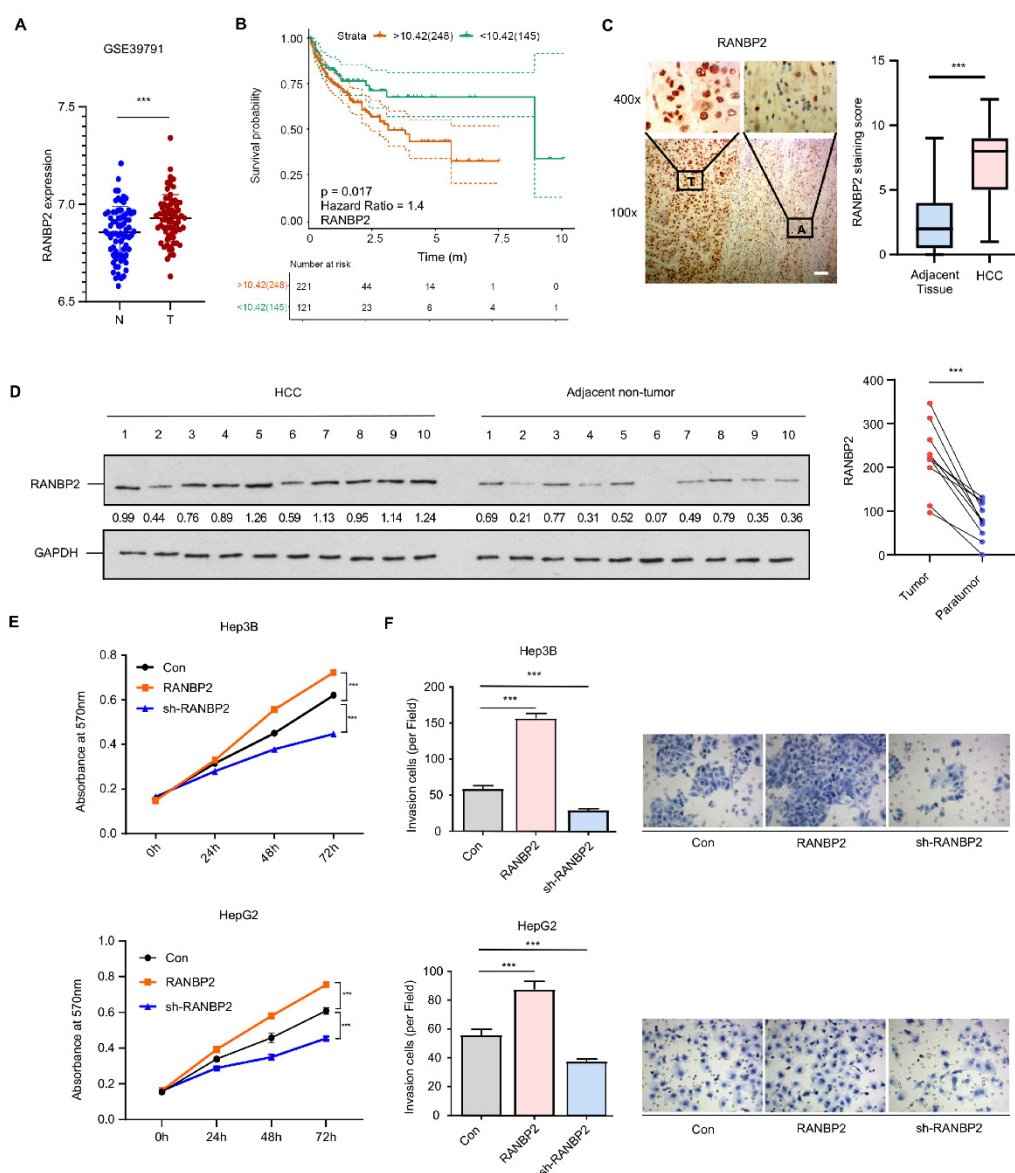 A
GSE39791
***
RANBP2 expression
7.5
7.0
6.5
N T
B
Strata >10.42(248) <10.42(145)
Survival probability
1.00
0.75
0.50
0.25
0.00
p = 0.017
Hazard Ratio = 1.4
RANBP2
0 2.5 5 7.5 10
Time (m)
Number at risk
>10.42(248) 221 44 14 1 0
<10.42(145) 121 23 6 4 1
C
RANBP2
400x
100x
T
A
***
RANBP2 staining score
15
10
5
0
Adjacent
Tissue
HCC
D
HCC Adjacent non-tumor
1 2 3 4 5 6 7 8 9 10 1 2 3 4 5 6 7 8 9 10
RANBP2
0.99 0.44 0.76 0.89 1.26 0.59 1.13 0.95 1.14 1.24 0.69 0.21 0.77 0.31 0.52 0.07 0.49 0.79 0.35 0.36
GAPDH
***
RANBP2
400
300
200
100
0
Tumor
Paratumor
E
Hep3B
Con
RANBP2
sh-RANBP2
Absorbance at 570nm
0.8
0.6
0.4
0.2
0.0
0h 24h 48h 72h
***
***
HepG2
Con
RANBP2
sh-RANBP2
Absorbance at 570nm
1.0
0.8
0.6
0.4
0.2
0.0
0h 24h 48h 72h
***
***
F
Hep3B
***
***
Invasion cells (per Field)
200
150
100
50
0
Con
RANBP2
sh-RANBP2
Con RANBP2 sh-RANBP2
HepG2
***
***
Invasion cells (per Field)
100
80
60
40
20
0
Con
RANBP2
sh-RANBP2
Con RANBP2 sh-RANBP2